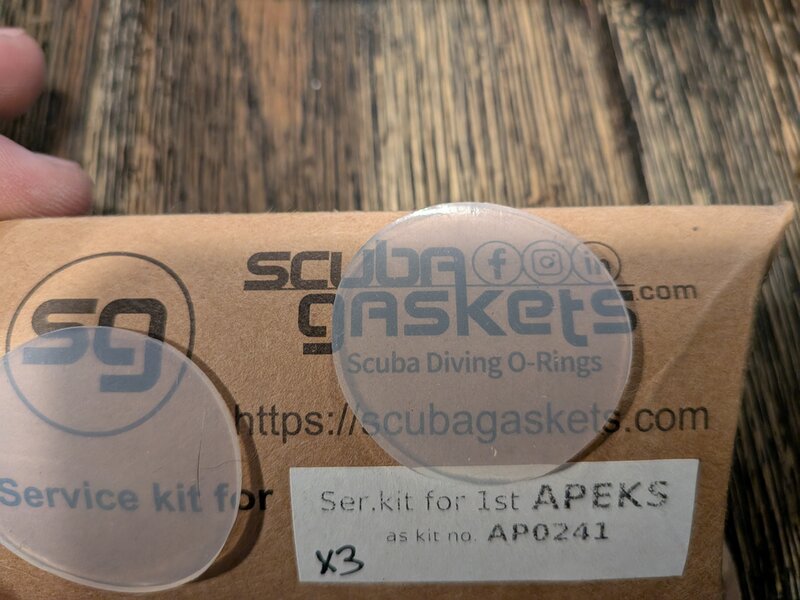 sg
scuba
gaskets.com
Scuba Diving O-Rings
https://scubagaskets.com
Service kit for
Ser.kit for 1st APEKS
as kit no. AP0241
x3